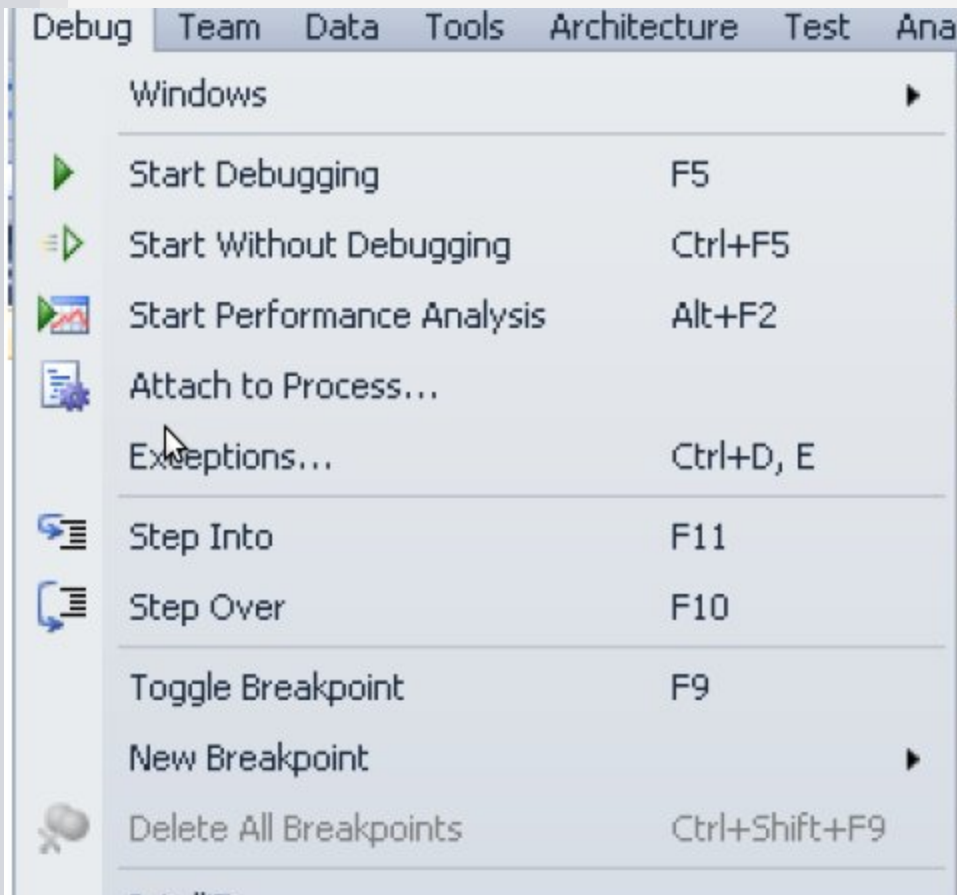 Debug Team Data Tools Architecture Test
Windows
Start Debugging F5
Start Without Debugging Ctrl+F5
Start Performance Analysis Alt+F2
Attach to Process...
Exceptions... Ctrl+D, E
Step Into F11
Step Over F10
Toggle Breakpoint F9
New Breakpoint
Delete All Breakpoints Ctrl+Shift+F9